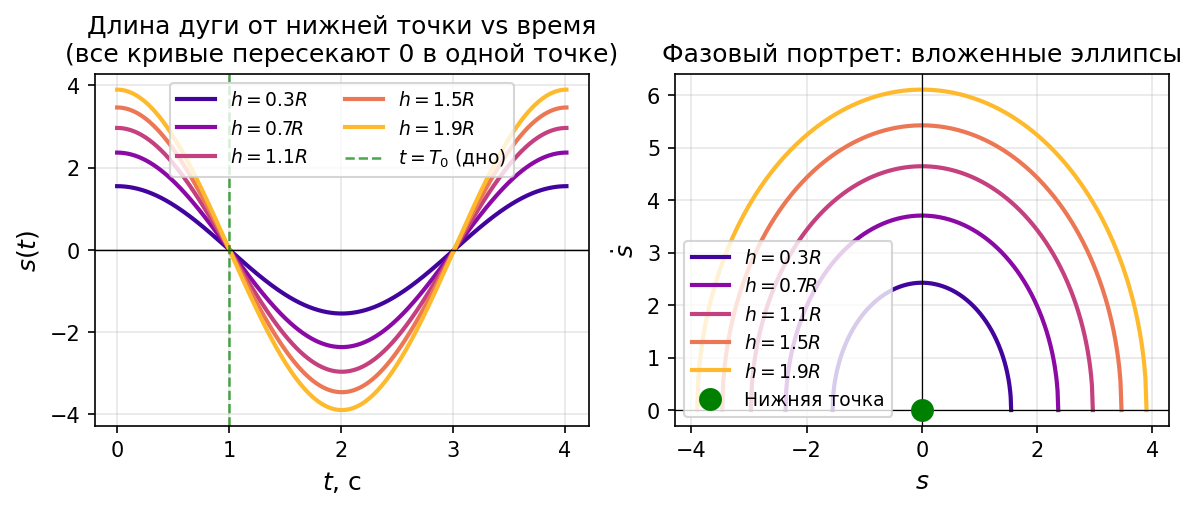 Длина дуги от нижней точки vs время
(все кривые пересекают 0 в одной точке)
4
2
0
−2
−4
s(t)
h = 0.3R
h = 0.7R
h = 1.1R
h = 1.5R
h = 1.9R
t = T₀ (дно)
0
1
2
3
4
t, с
Фазовый портрет: вложенные эллипсы
6
5
4
3
2
1
0
ṡ
h = 0.3R
h = 0.7R
h = 1.1R
h = 1.5R
h = 1.9R
Нижняя точка
−4
−2
0
2
4
s